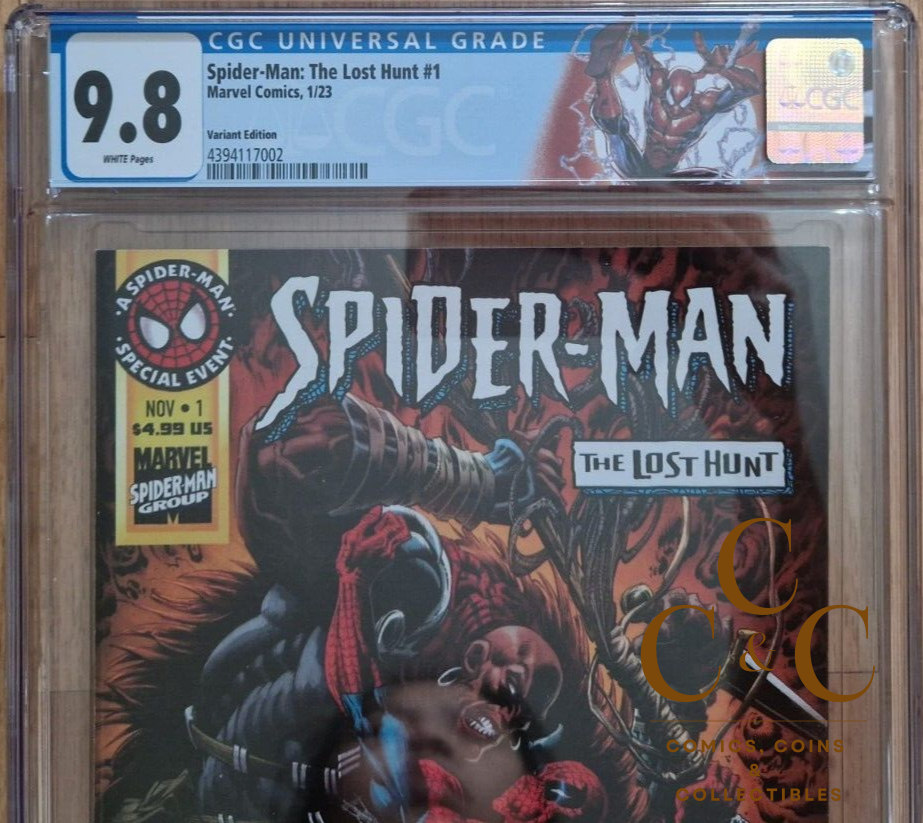 CGC UNIVERSAL GRADE
9.8
WHITE Pages
Spider-Man: The Lost Hunt #1
Marvel Comics, 1/23
Variant Edition
4394117002
CGC
CGC
A SPIDER-MAN
SPECIAL EVENT
NOV • 1
$4.99 US
MARVEL
SPIDER-MAN
GROUP
M
SPIDER-MAN
THE LOST HUNT
C
C & C
COMICS, COINS
&
COLLECTIBLES